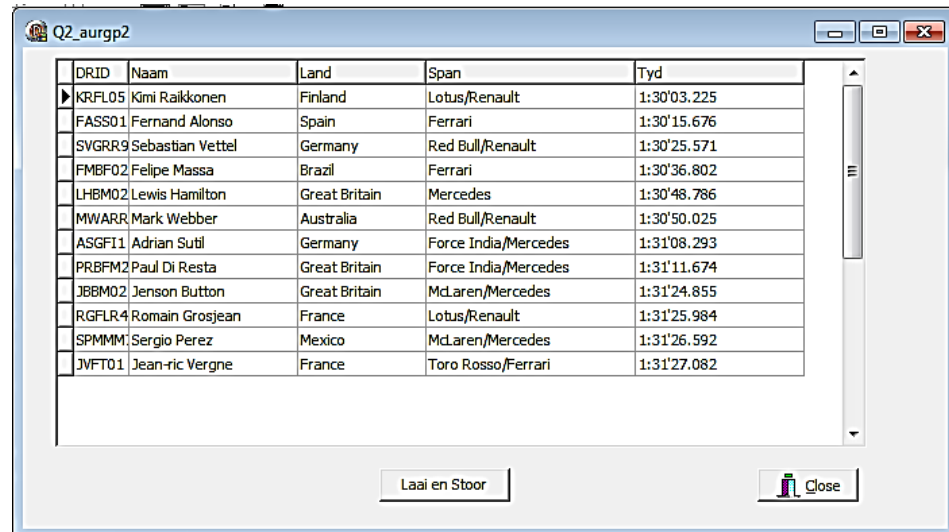 Q2_aurgp2
DRID Naam Land Span Tyd
KRFL05 Kimi Raikkonen Finland Lotus/Renault 1:30'03.225
FASS01 Fernand Alonso Spain Ferrari 1:30'15.676
SVGRR9 Sebastian Vettel Germany Red Bull/Renault 1:30'25.571
FMBF02 Felipe Massa Brazil Ferrari 1:30'36.802
LHBM02 Lewis Hamilton Great Britain Mercedes 1:30'48.786
MWARR Mark Webber Australia Red Bull/Renault 1:30'50.025
ASGFI1 Adrian Sutil Germany Force India/Mercedes 1:31'08.293
PRBFM2 Paul Di Resta Great Britain Force India/Mercedes 1:31'11.674
JBBM02 Jenson Button Great Britain McLaren/Mercedes 1:31'24.855
RGFLR4 Romain Grosjean France Lotus/Renault 1:31'25.984
Sergio Perez Mexico McLaren/Mercedes 1:31'26.592
JVFT01 Jean-ric Vergne France Toro Rosso/Ferrari 1:31'27.082
Laai en Stoor Close